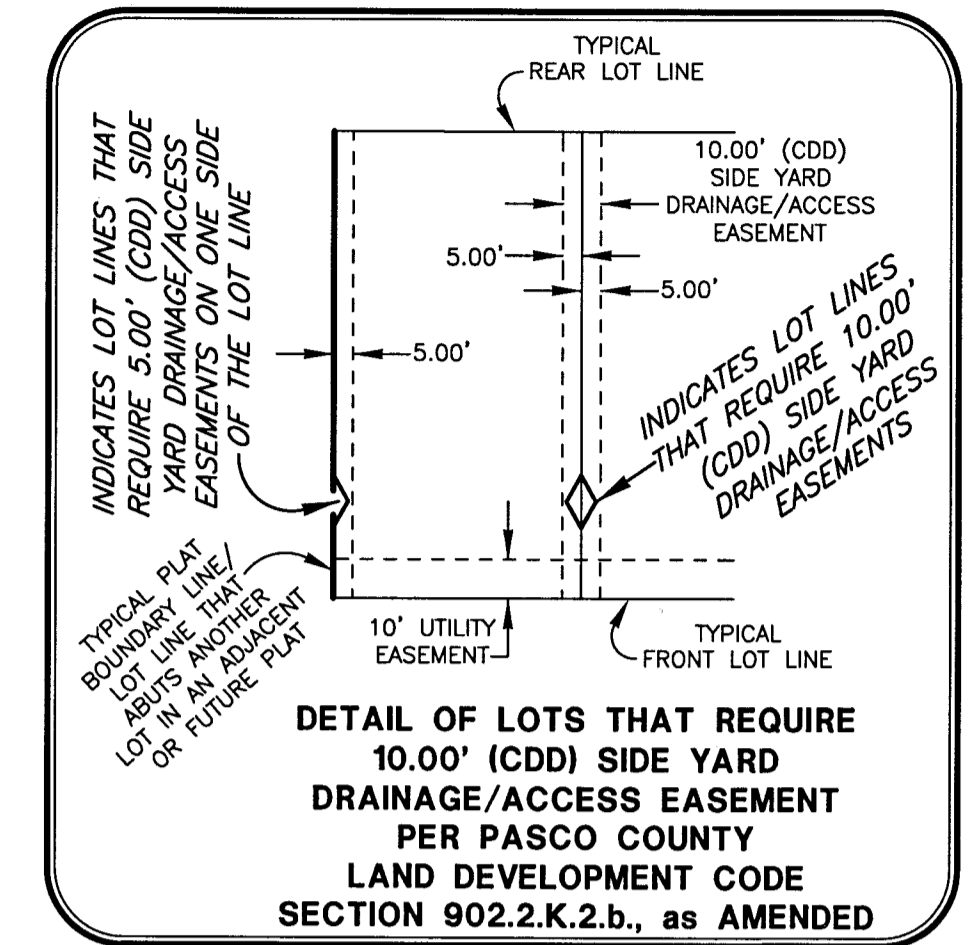 TYPICAL
REAR LOT LINE
INDICATES LOT LINES THAT
REQUIRE 5.00' (CDD) SIDE
YARD DRAINAGE/ACCESS
EASEMENTS ON ONE SIDE
OF THE LOT LINE
10.00' (CDD)
SIDE YARD
DRAINAGE/ACCESS
EASEMENT
5.00'
5.00'
5.00'
INDICATES LOT LINES
THAT REQUIRE 10.00'
(CDD) SIDE YARD
DRAINAGE/ACCESS
EASEMENTS
TYPICAL PLAT
BOUNDARY LINE/
LOT LINE THAT
ABUTS ANOTHER
LOT IN AN ADJACENT
OR FUTURE PLAT
10' UTILITY
EASEMENT
TYPICAL
FRONT LOT LINE
DETAIL OF LOTS THAT REQUIRE
10.00' (CDD) SIDE YARD
DRAINAGE/ACCESS EASEMENT
PER PASCO COUNTY
LAND DEVELOPMENT CODE
SECTION 902.2.K.2.b., as AMENDED